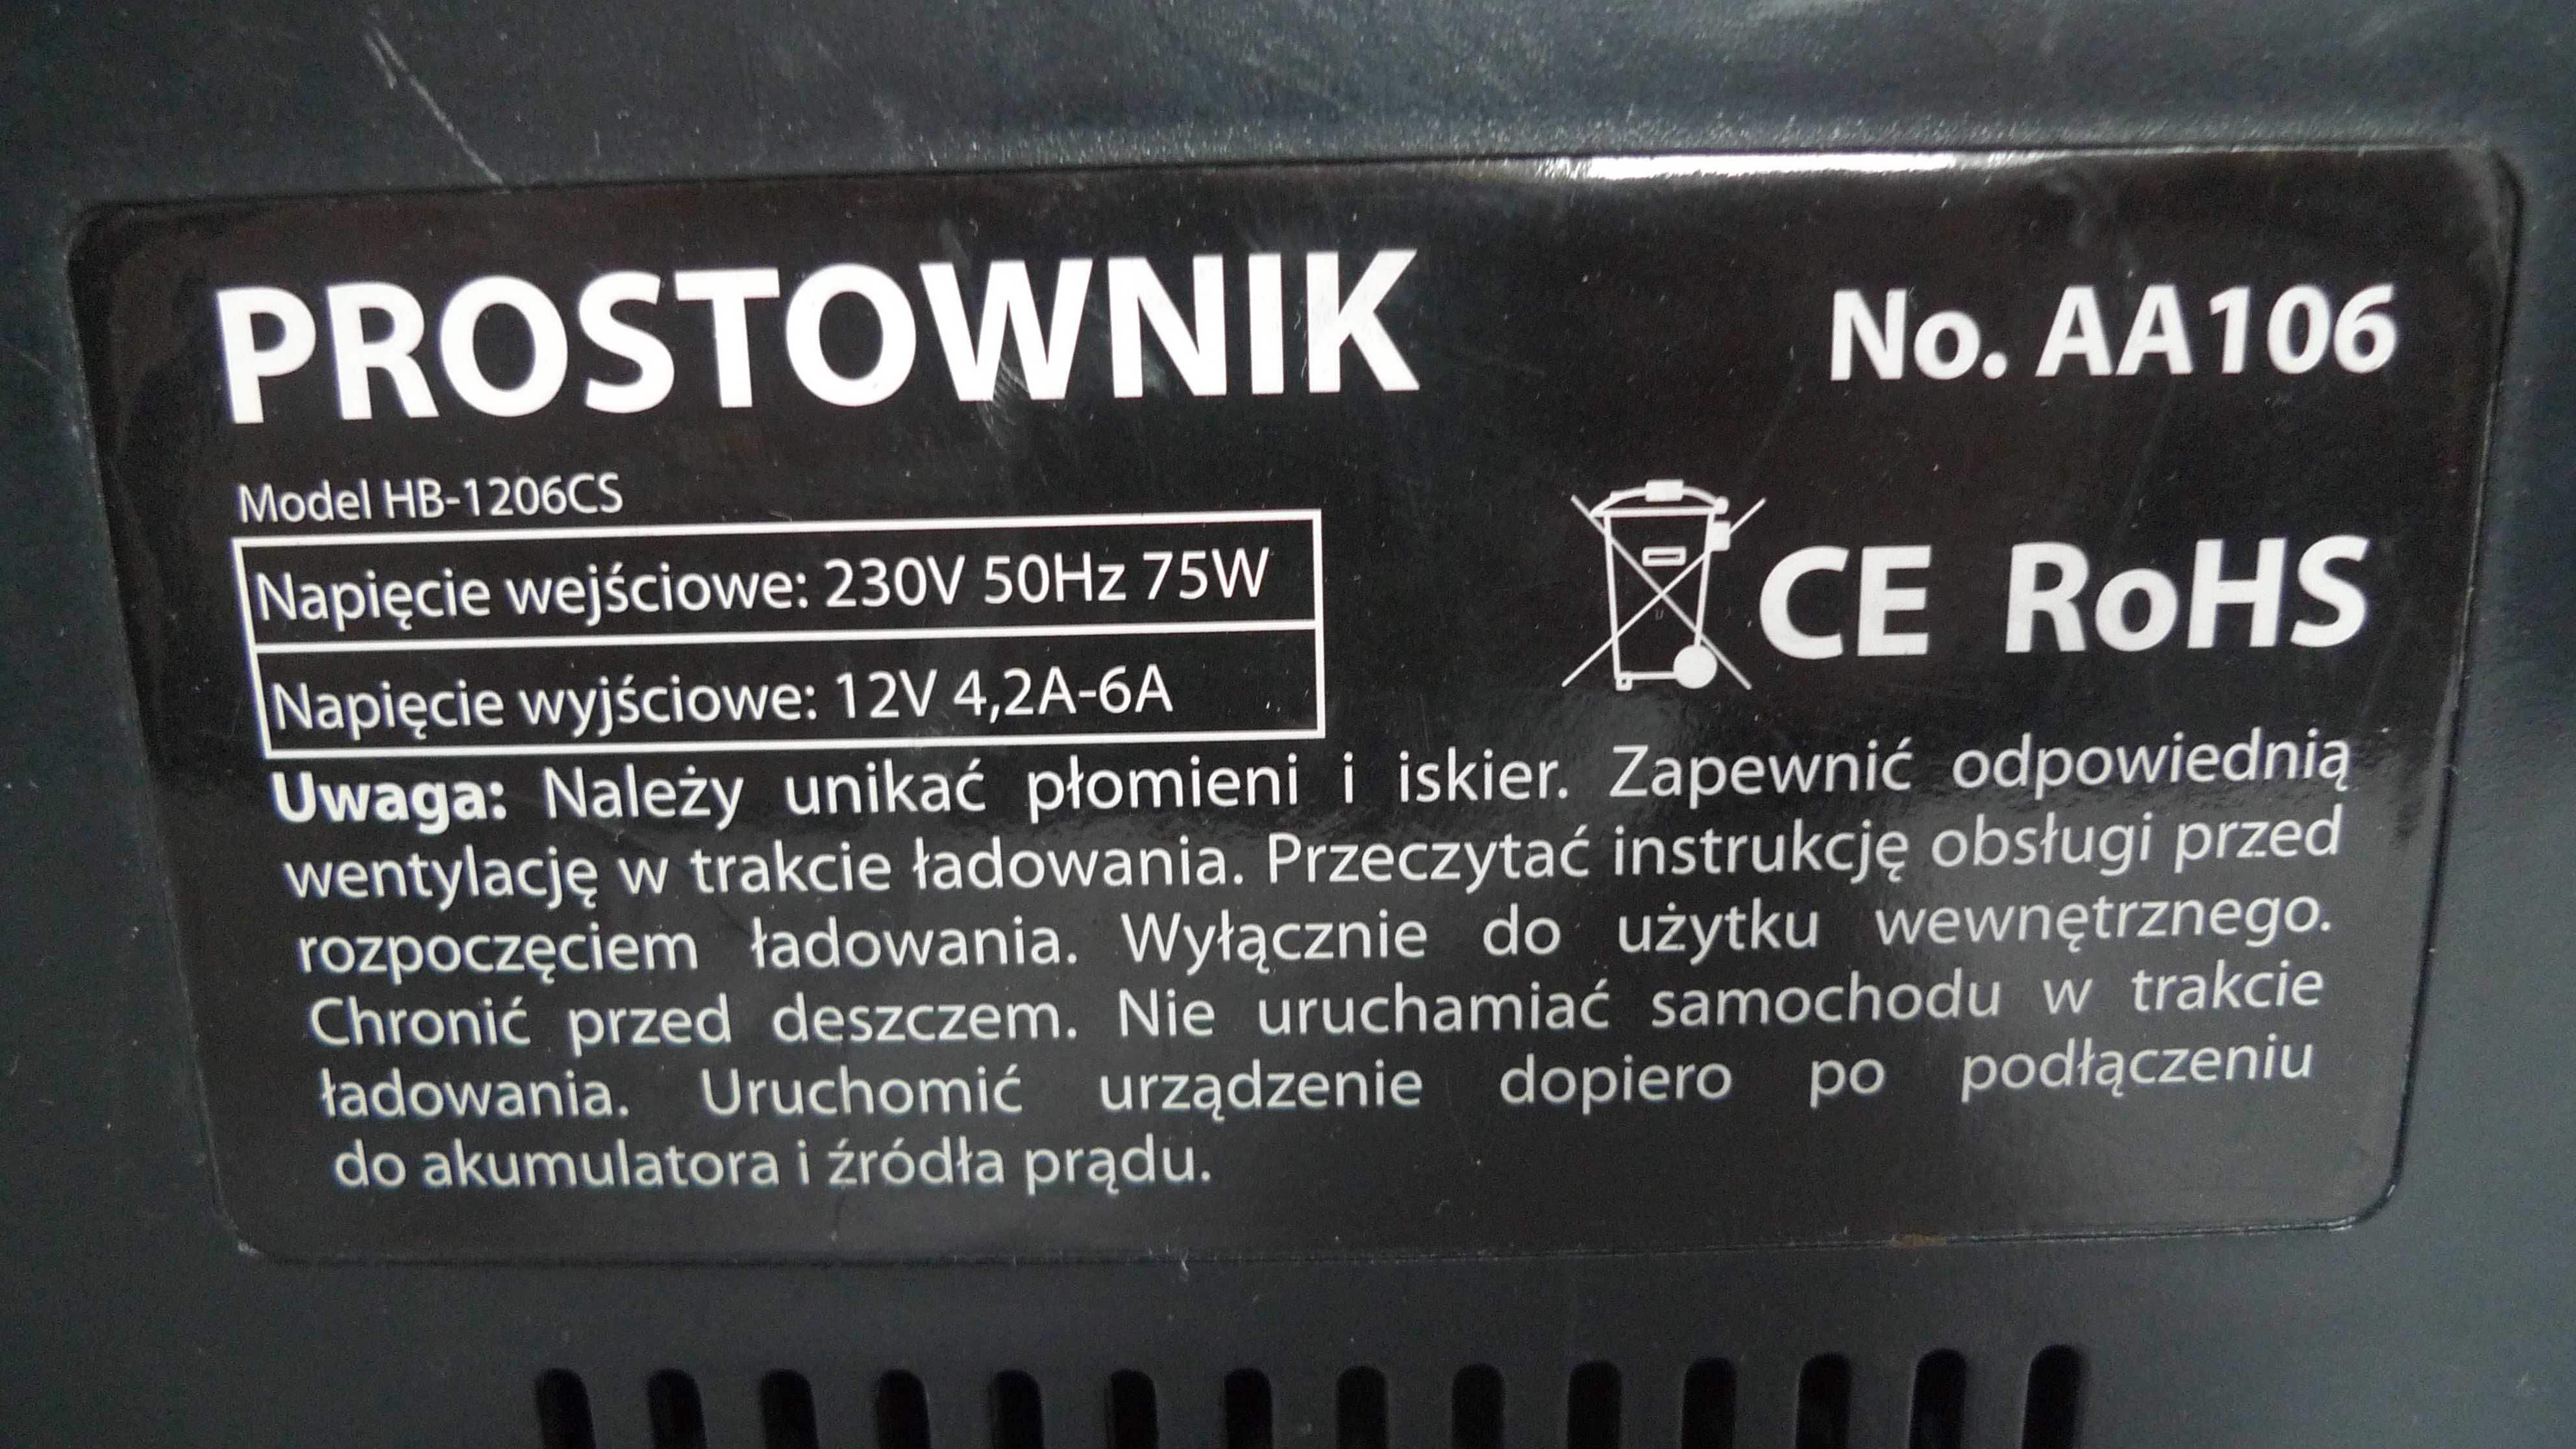 PROSTOWNIK
No. AA106
Model HB-1206CS
Napięcie wejściowe: 230V 50Hz 75W
Napięcie wyjściowe: 12V 4,2A-6A
CE RoHS
Uwaga: Należy unikać płomieni i iskier. Zapewnić odpowiednią
wentylację w trakcie ładowania. Przeczytać instrukcję obsługi przed
rozpoczęciem ładowania. Wyłącznie do użytku wewnętrznego.
Chronić przed deszczem. Nie uruchamiać samochodu w trakcie
ładowania. Uruchomić urządzenie dopiero po podłączeniu
do akumulatora i źródła prądu.